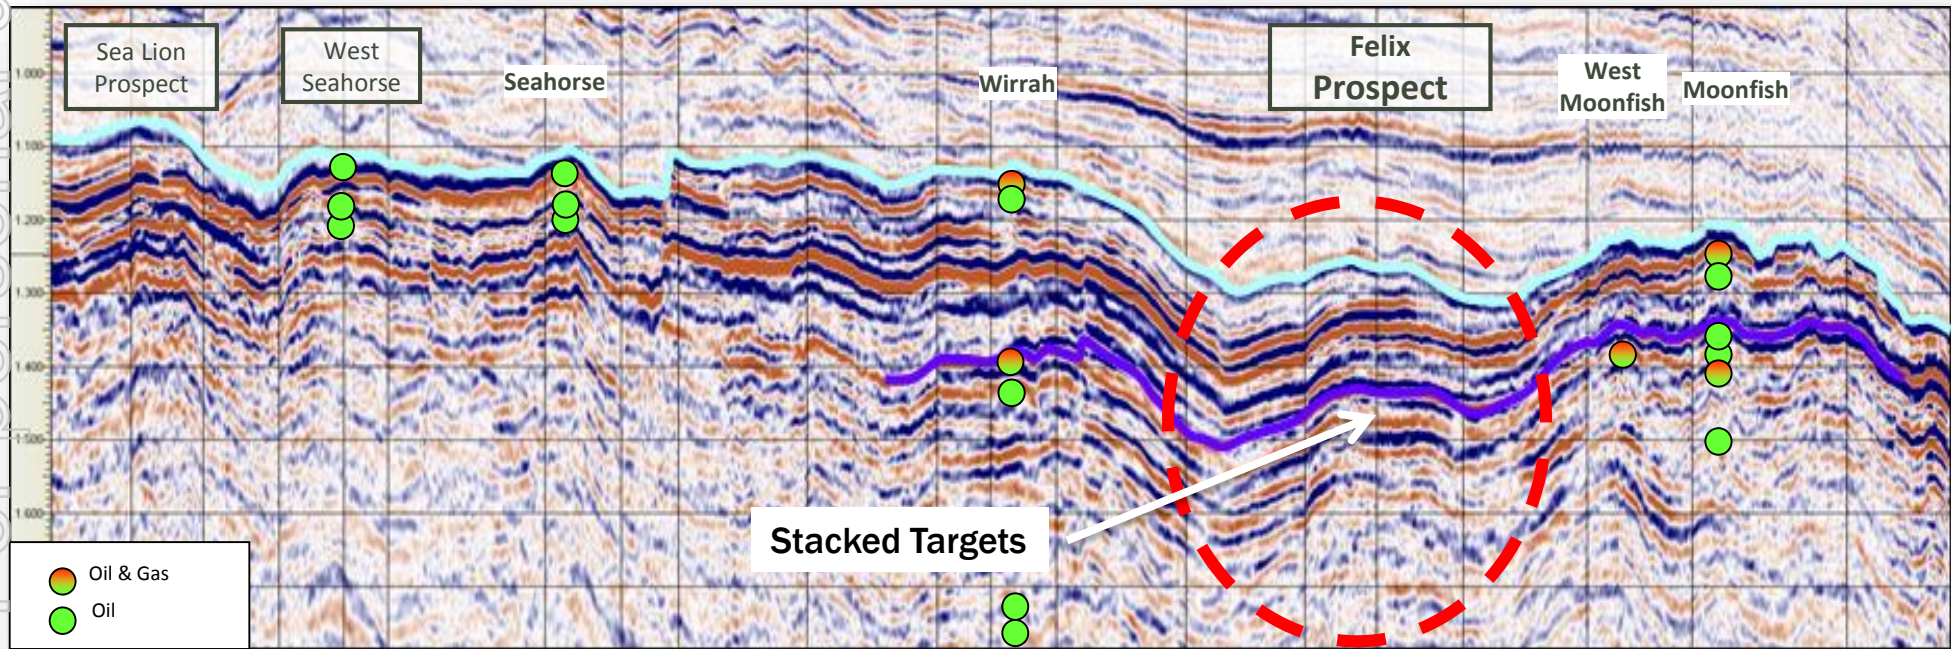 Sea Lion
Prospect
West
Seahorse
Seahorse
Wirrah
Felix
Prospect
West
Moonfish
Moonfish
1.000
1.100
1.200
1.300
1.400
1.500
1.600
Stacked Targets
Oil & Gas
Oil